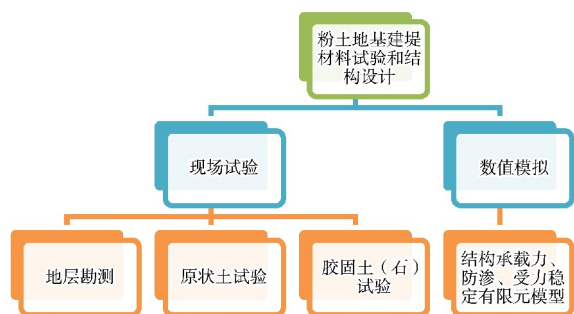 粉土地基建堤
材料试验和结
构设计
现场试验
数值模拟
地层勘测
原状土试验
胶固土（石）
试验
结构承载力、
防渗、受力稳
定有限元模型